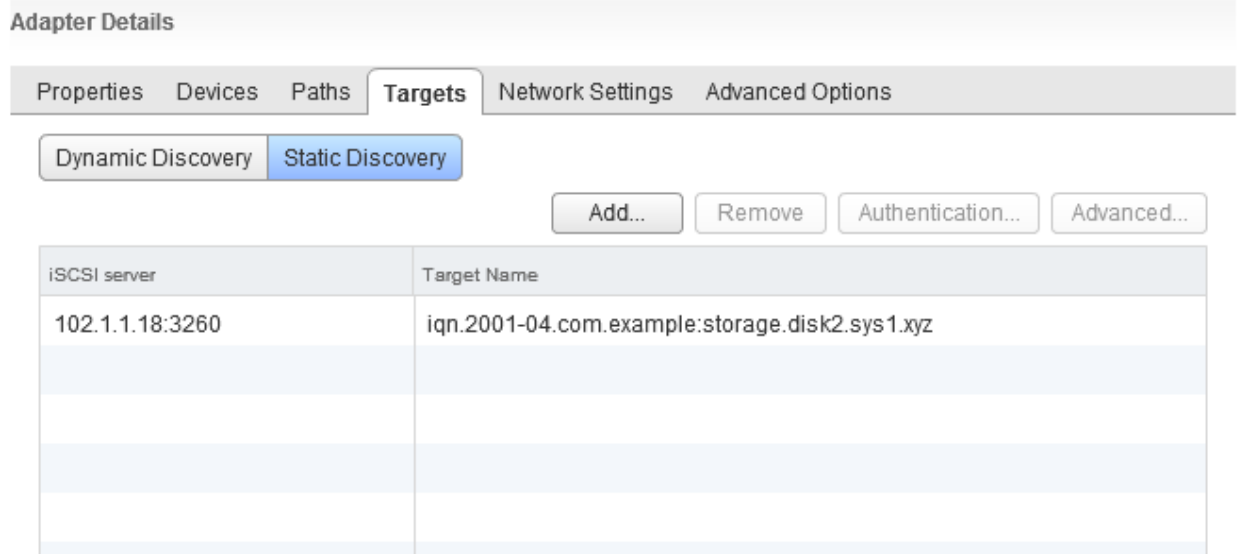 Adapter Details
Properties Devices Paths Targets Network Settings Advanced Options
Dynamic Discovery Static Discovery
Add... Remove Authentication... Advanced...
iSCSI server Target Name
102.1.1.18:3260 iqn.2001-04.com.example:storage.disk2.sys1.xyz